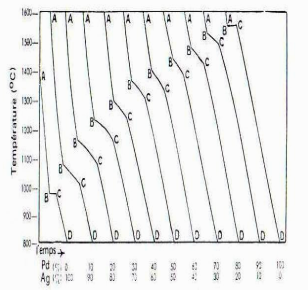 Température (°C)
1600 A A A A A A A A A
B C
B
C
1400 A B C
B C
B C
1300
B C
1200 B
C
1100 B
B C
1000 C
B C
900
800 D D D D D D D D D D D
Temps
Pd (%) 0 10 20 30 40 50 60 70 80 90 100
Ag (%) 100 90 80 70 60 50 40 30 20 10 0